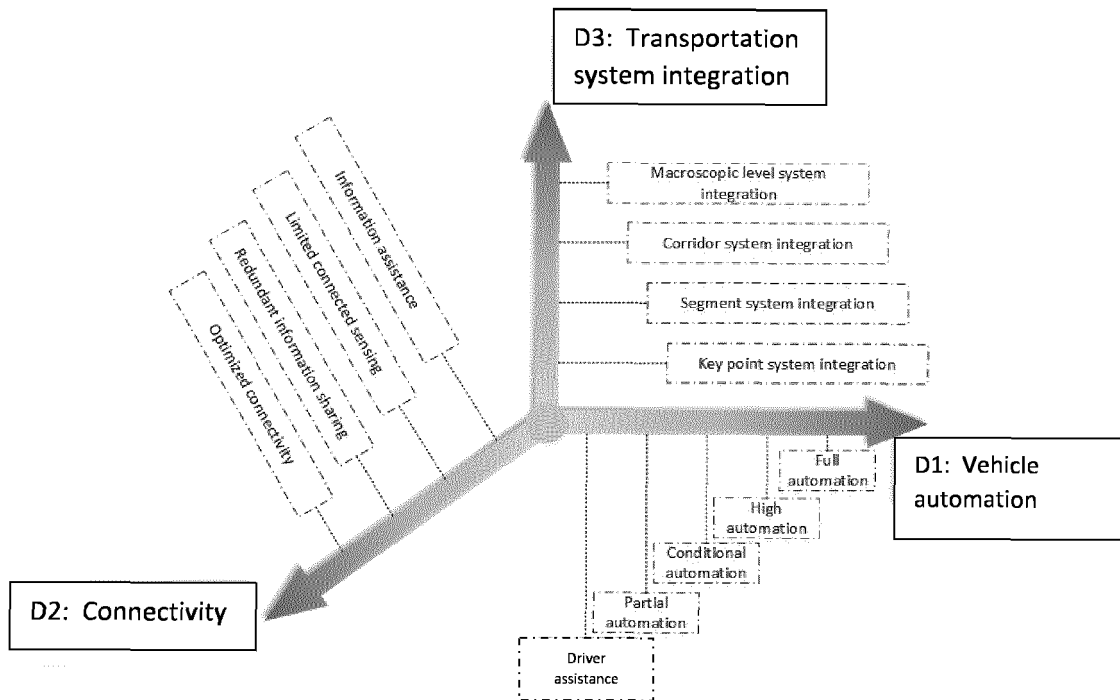 D3: Transportation
system integration
Macroscopic level system
integration
Corridor system integration
Segment system integration
Key point system integration
Information assistance
Limited connected sensing
Redundant information sharing
Optimized connectivity
D1: Vehicle
automation
Full
automation
High
automation
Conditional
automation
Partial
automation
Driver
assistance
D2: Connectivity